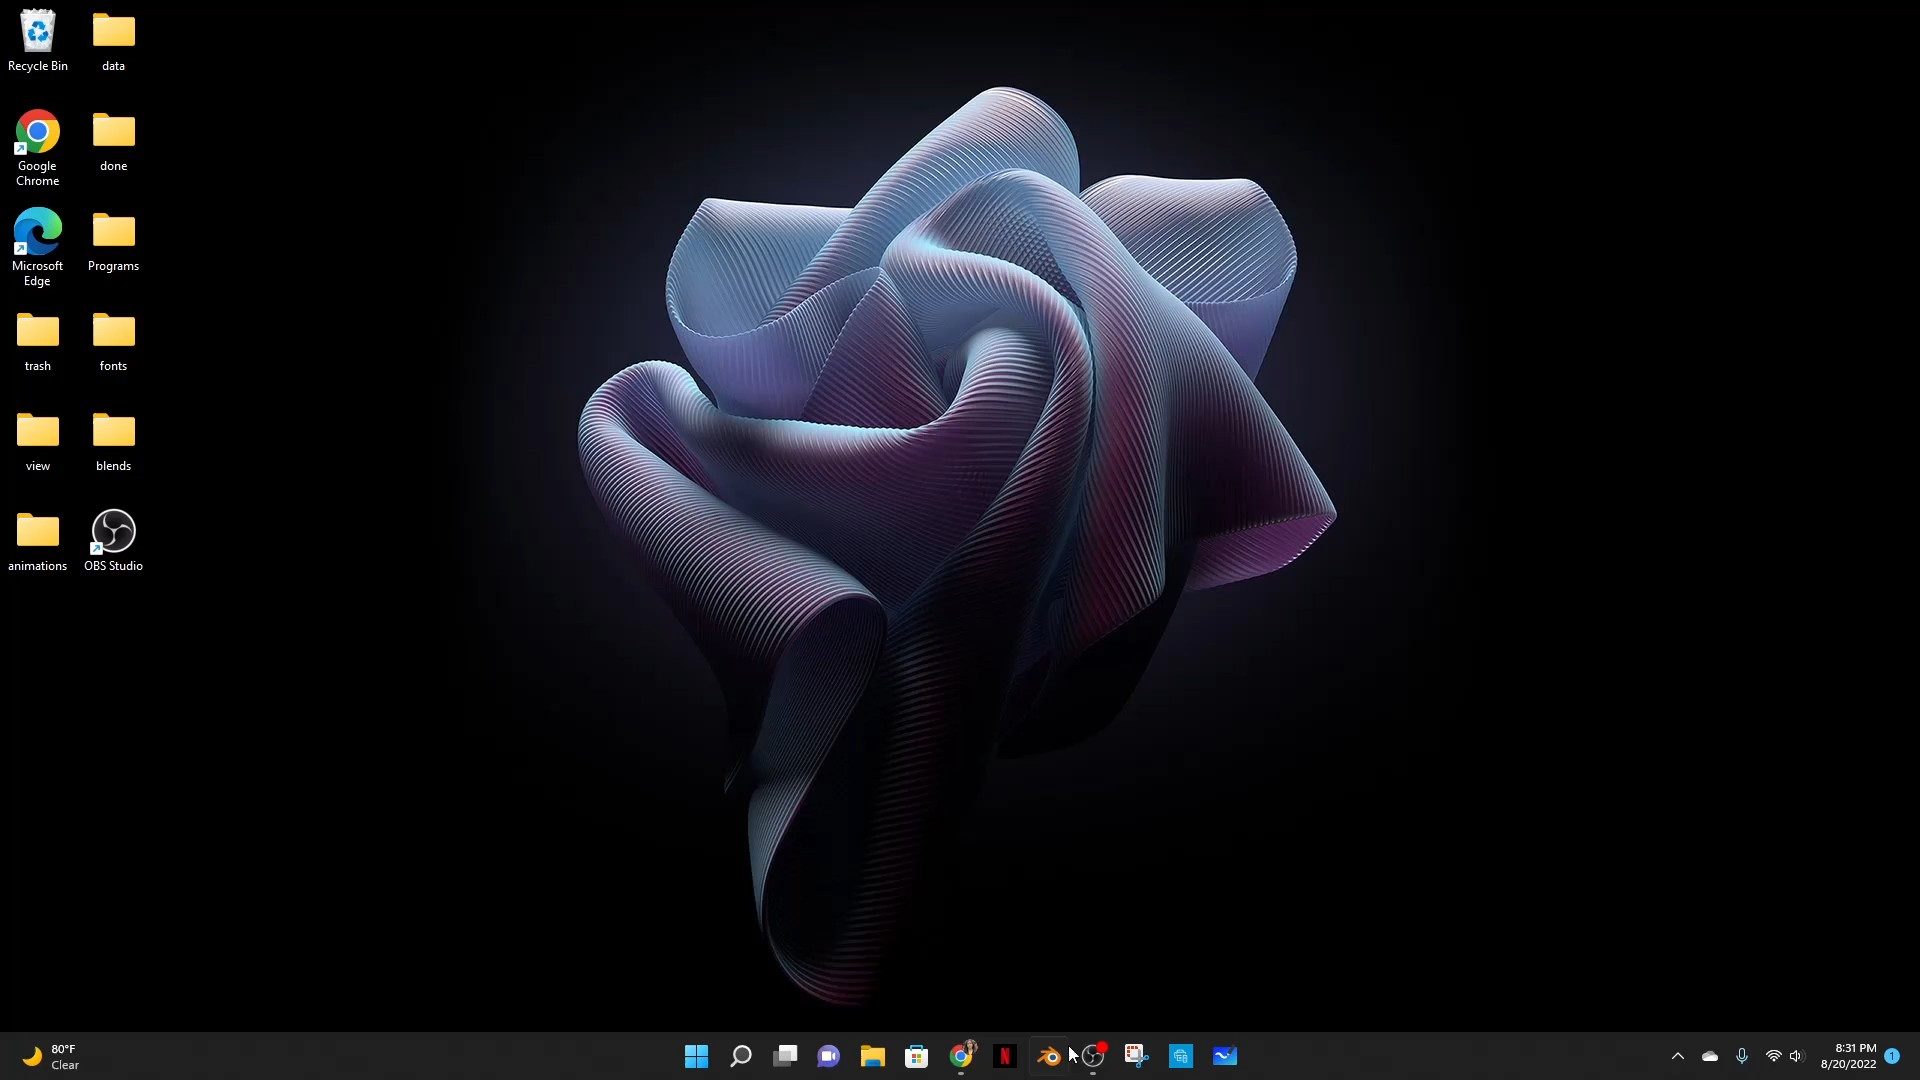 Recycle Bin
data
Google
Chrome
done
Microsoft
Edge
Programs
trash
fonts
view
blends
animations
OBS Studio
80°F
Clear
N
8:31 PM
8/20/2022
1